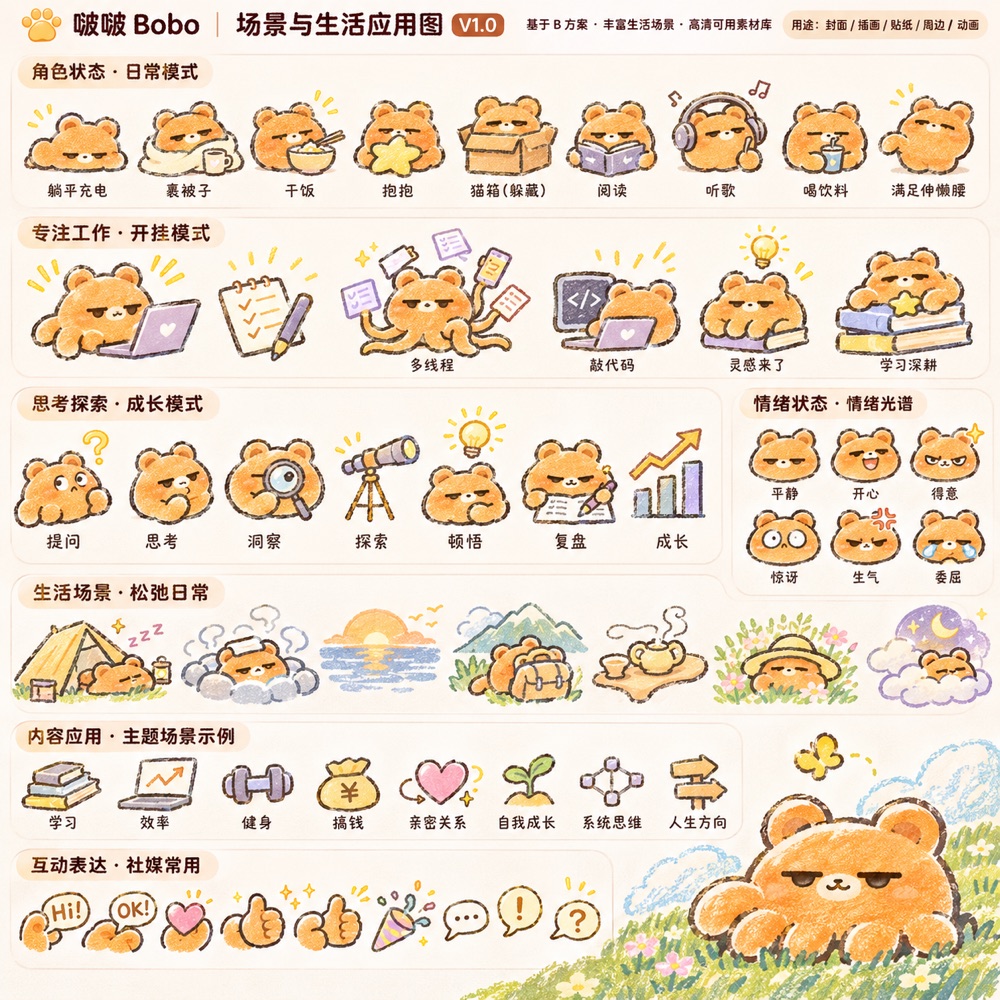 啵啵 Bobo
场景与生活应用图
V1.0
基于 B 方案 · 丰富生活场景 · 高清可用素材库
用途：封面 / 插画 / 贴纸 / 周边 / 动画
角色状态 · 日常模式
躺平充电
裹被子
干饭
抱抱
猫箱(躲藏)
阅读
听歌
喝饮料
满足伸懒腰
专注工作 · 开挂模式
</>
多线程
敲代码
灵感来了
学习深耕
思考探索 · 成长模式
?
提问
思考
洞察
探索
顿悟
复盘
成长
情绪状态 · 情绪光谱
平静
开心
得意
惊讶
生气
委屈
生活场景 · 松弛日常
zzz
内容应用 · 主题场景示例
学习
效率
健身
¥
搞钱
亲密关系
自我成长
系统思维
人生方向
互动表达 · 社媒常用
Hi!
OK!
...
!
?